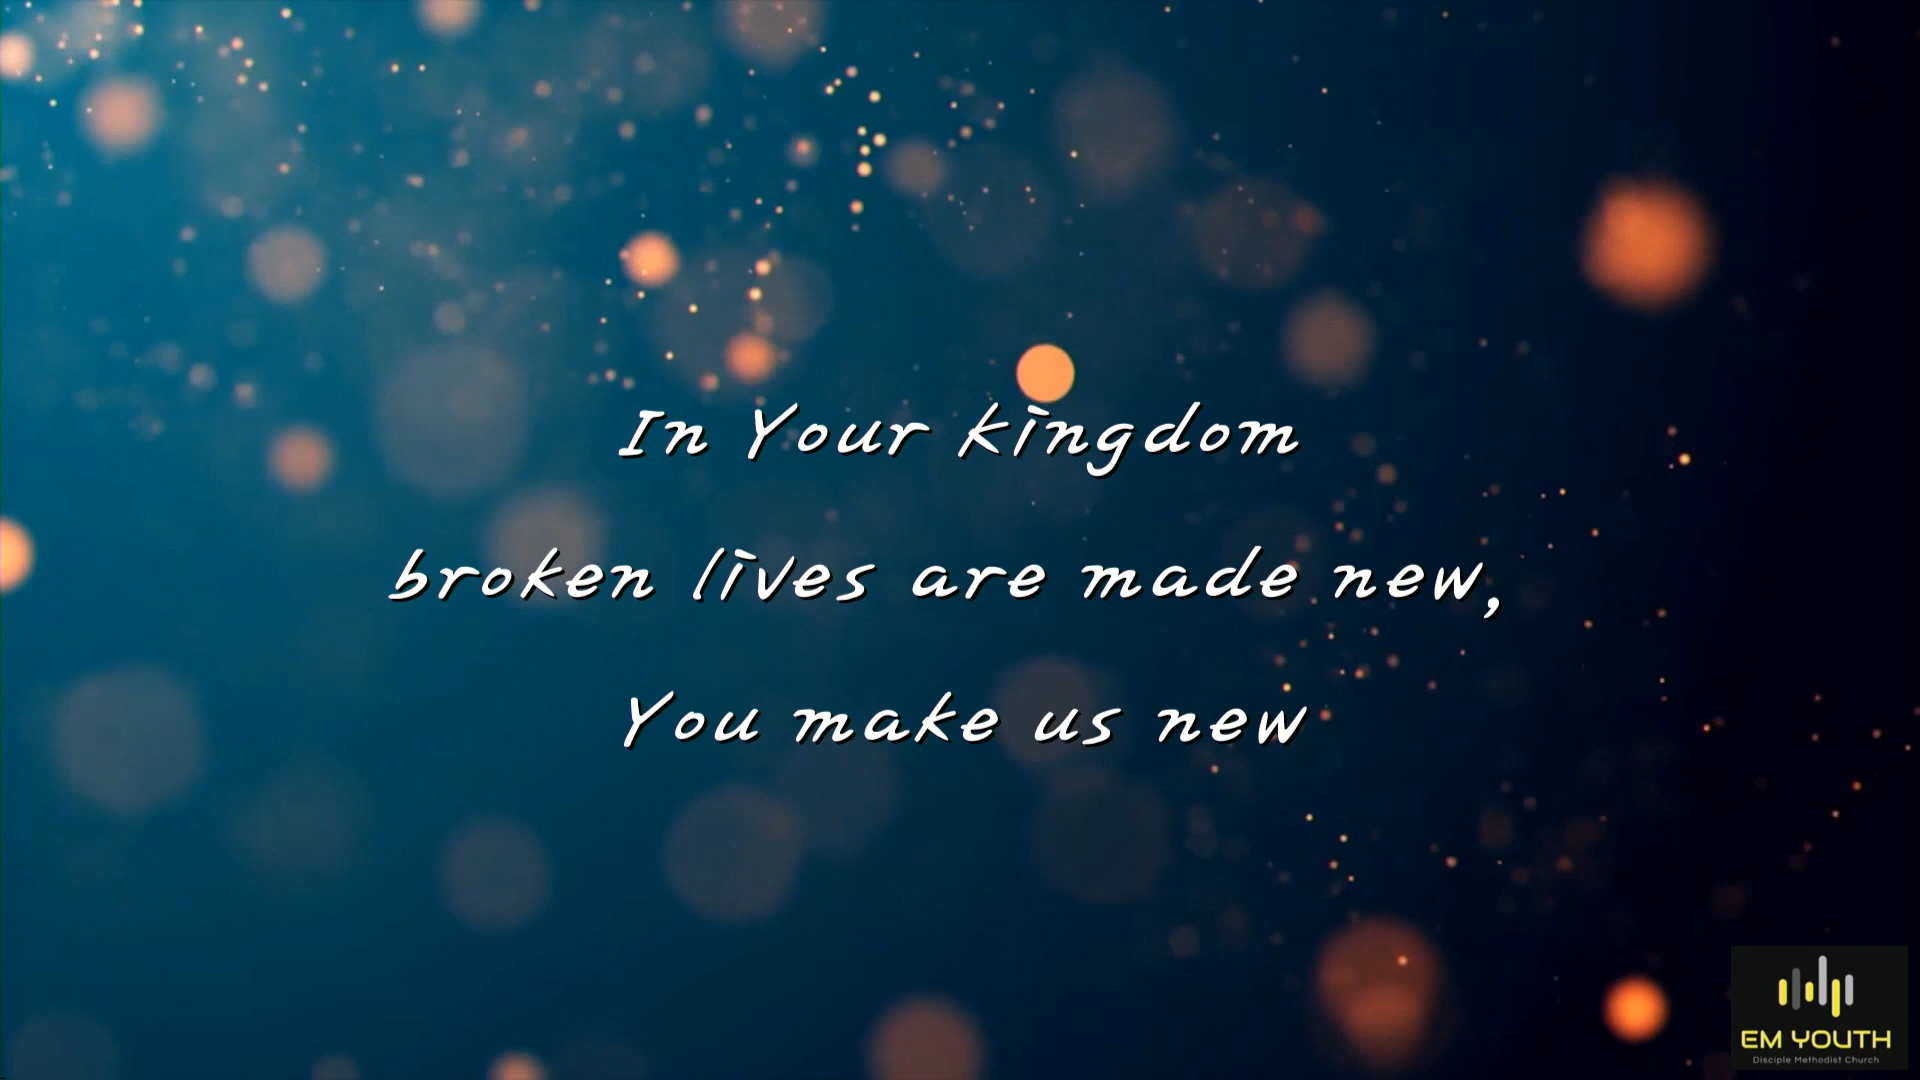 In Your kingdom
broken lives are made new,
You make us new
EM YOUTH
Disciple Methodist Church